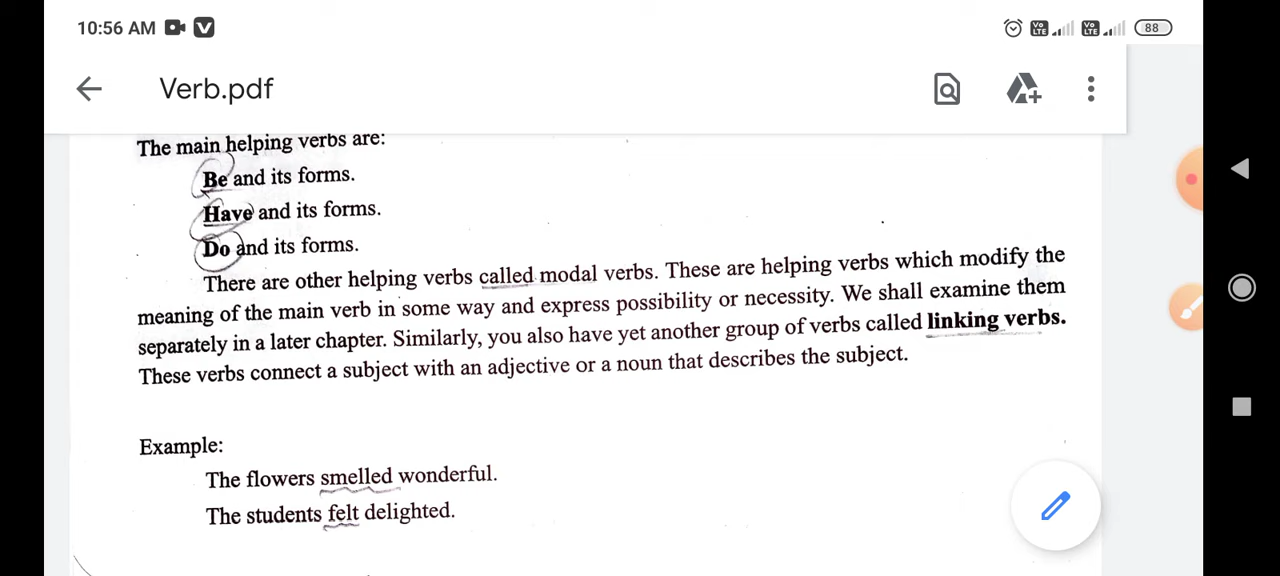 10:56 AM
88
Verb.pdf
The main helping verbs are:
Be and its forms.
Have and its forms.
Do and its forms.
There are other helping verbs called modal verbs. These are helping verbs which modify the
meaning of the main verb in some way and express possibility or necessity. We shall examine them
separately in a later chapter. Similarly, you also have yet another group of verbs called linking verbs.
These verbs connect a subject with an adjective or a noun that describes the subject.
Example:
The flowers smelled wonderful.
The students felt delighted.